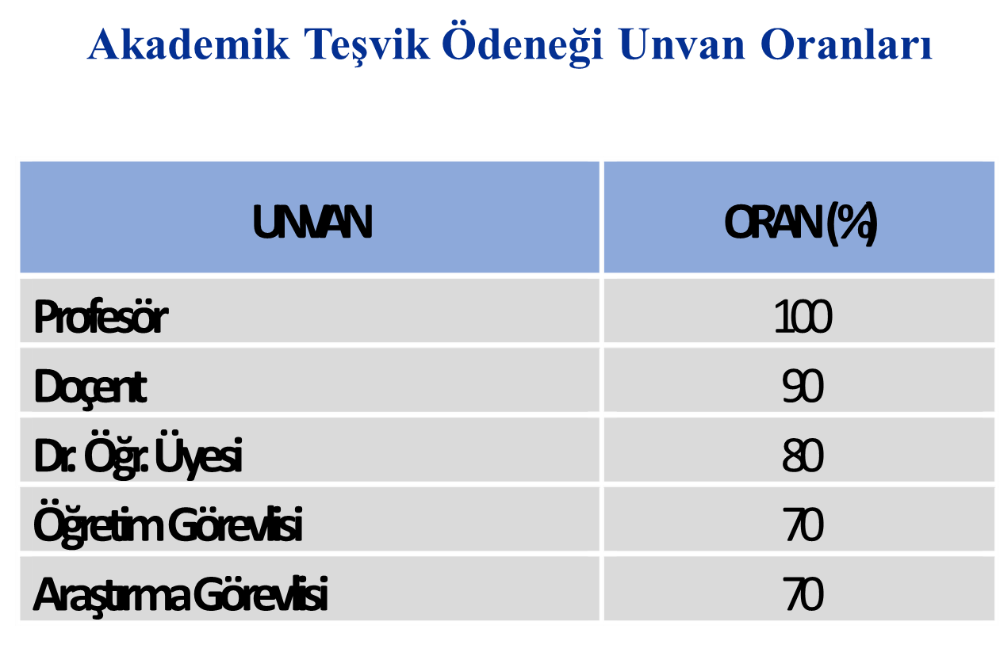 Akademik Teşvik Ödeneği Unvan Oranları
UNVAN ORAN (%)
Profesör 100
Doçent 90
Dr. Öğr. Üyesi 80
Öğretim Görevlisi 70
Araştırma Görevlisi 70